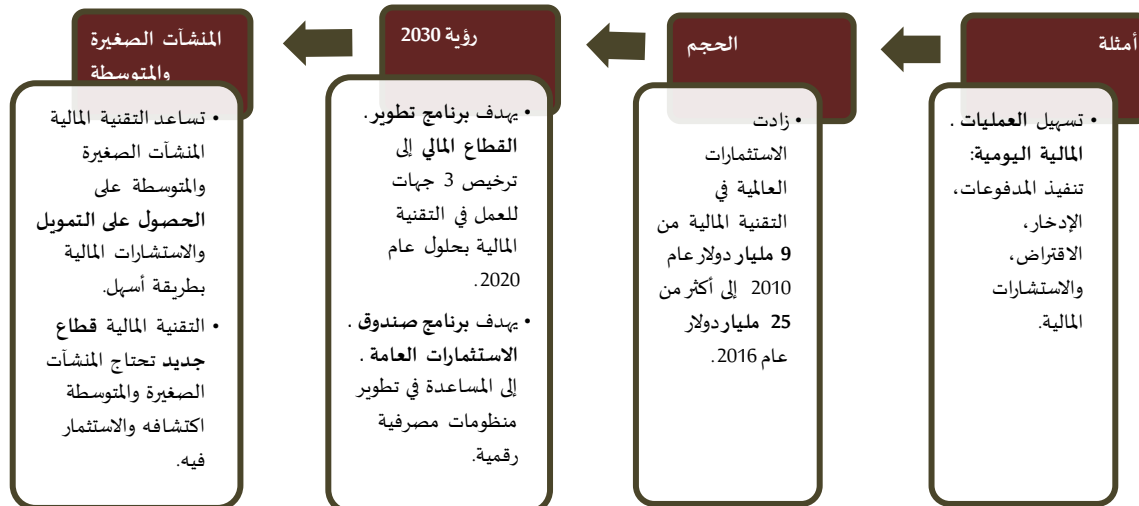 أمثلة
• تسهيل العمليات .
المالية اليومية:
تنفيذ المدفوعات،
الإدخار،
الاقتراض،
والاستشارات
المالية.
الحجم
• زادت
الاستثمارات
العالمية في
التقنية المالية من
9 مليار دولار عام
2010 إلى أكثر من
25 مليار دولار
عام 2016.
رؤية 2030
• يهدف برنامج تطوير .
القطاع المالي إلى
ترخيص 3 جهات
للعمل في التقنية
المالية بحلول عام
2020.
• يهدف برنامج صندوق .
الاستثمارات العامة .
إلى المساعدة في تطوير
منظومات مصرفية
رقمية.
المنشآت الصغيرة
والمتوسطة
• تساعد التقنية المالية
المنشآت الصغيرة
والمتوسطة على
الحصول على التمويل
والاستشارات المالية
بطريقة أسهل.
• التقنية المالية قطاع
جديد تحتاج المنشآت
الصغيرة والمتوسطة
اكتشافه والاستثمار
فيه.